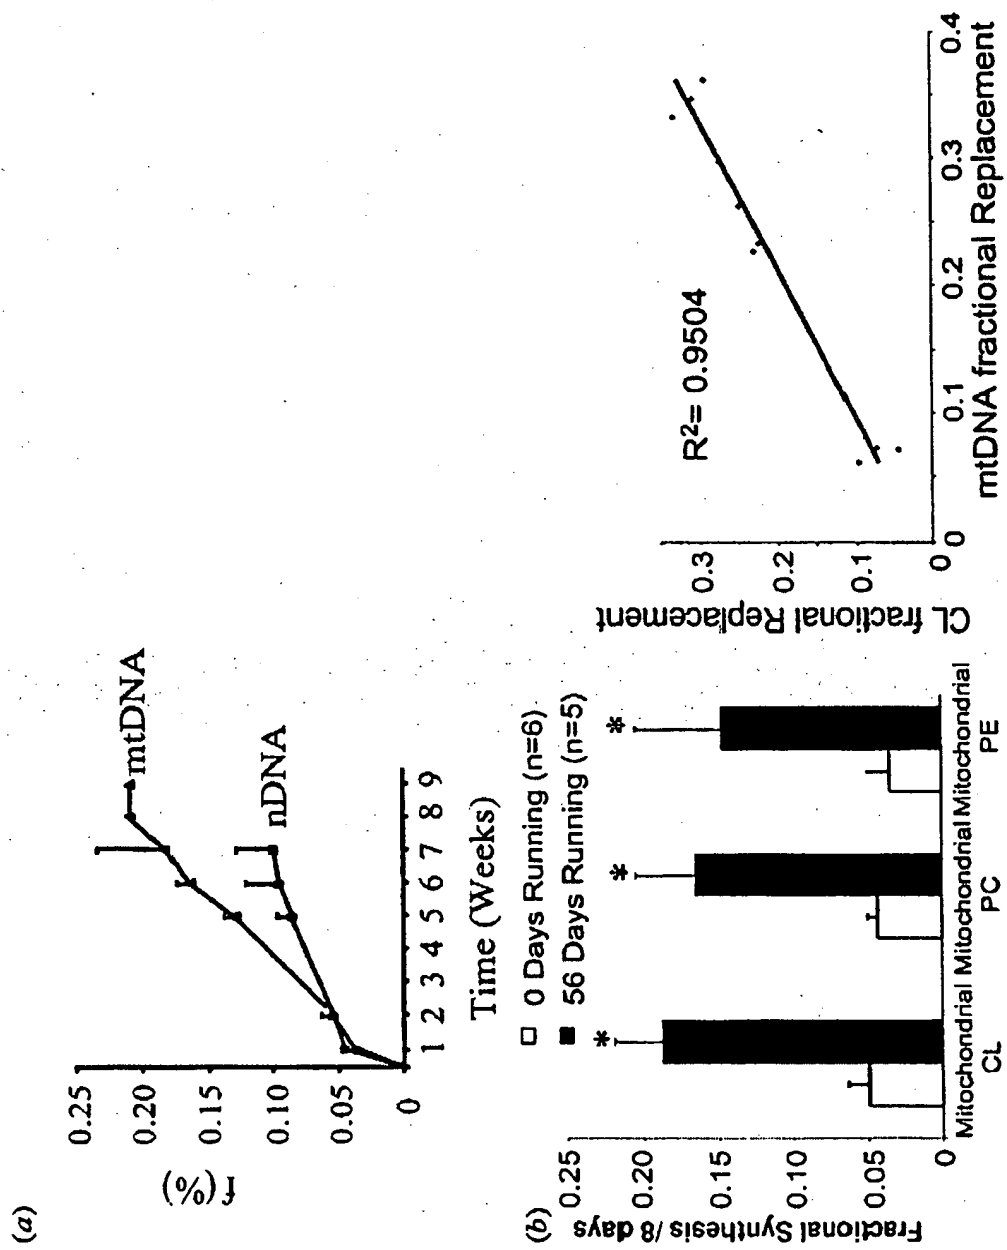 (a)
f (%)
0.25
0.20
0.15
0.10
0.05
0
mtDNA
nDNA
1 2 3 4 5 6 7 8 9
Time (Weeks)
(b)
Fractional Synthesis/8 days
0.25
0.20
0.15
0.10
0.05
0
□ 0 Days Running (n=6)
■ 56 Days Running (n=5)
* * *
Mitochondrial Mitochondrial Mitochondrial
CL PC PE
CL fractional Replacement
0.3
0.2
0.1
0
R²= 0.9504
0 0.1 0.2 0.3 0.4
mtDNA fractional Replacement